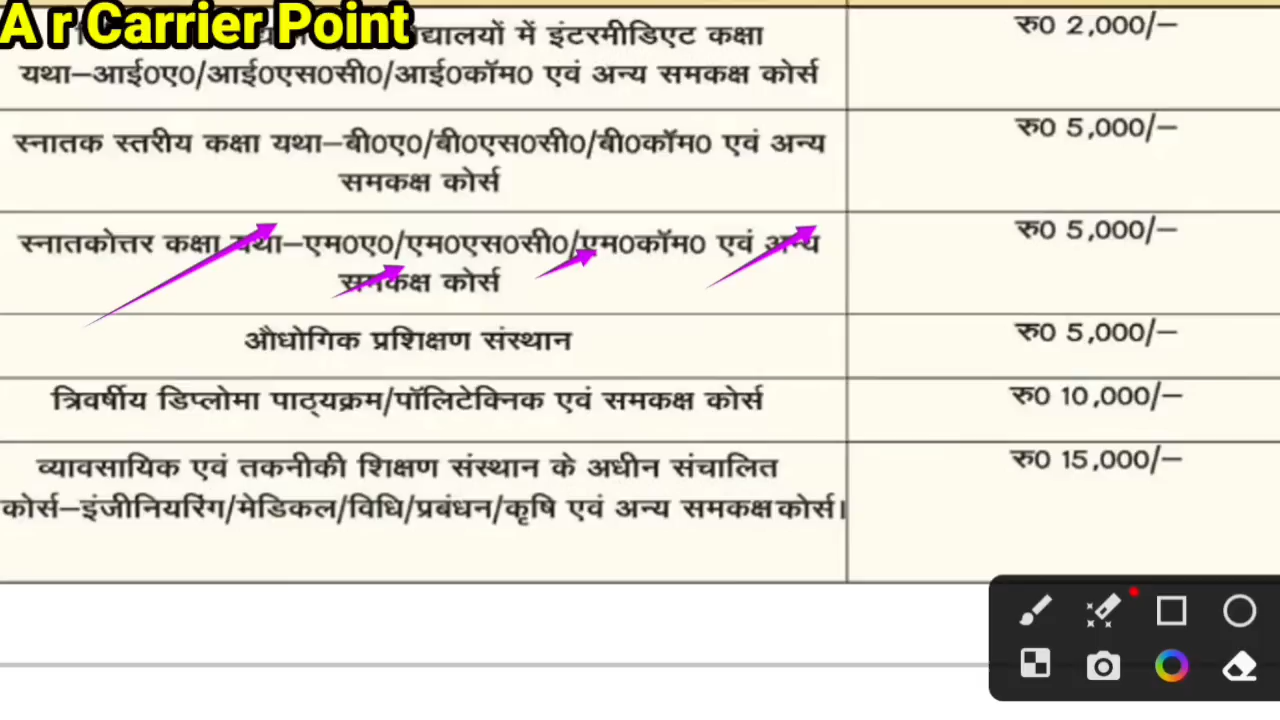 A r Carrier Point
में इंटरमीडिएट कक्षा
रु0 2,000/–
यथा–आई0ए0/आई0एस0सी0/आई0कॉम0 एवं अन्य समकक्ष कोर्स
स्नातक स्तरीय कक्षा यथा–बी0ए0/बी0एस0सी0/बी0कॉम0 एवं अन्य
रु0 5,000/–
समकक्ष कोर्स
स्नातकोत्तर कक्षा यथा–एम0ए0/एम0एस0सी0/एम0कॉम0 एवं अन्य
रु0 5,000/–
समकक्ष कोर्स
औधोगिक प्रशिक्षण संस्थान
रु0 5,000/–
त्रिवर्षीय डिप्लोमा पाठ्यक्रम/पॉलिटेक्निक एवं समकक्ष कोर्स
रु0 10,000/–
व्यावसायिक एवं तकनीकी शिक्षण संस्थान के अधीन संचालित
रु0 15,000/–
कोर्स–इंजीनियरिंग/मेडिकल/विधि/प्रबंधन/कृषि एवं अन्य समकक्ष कोर्स।